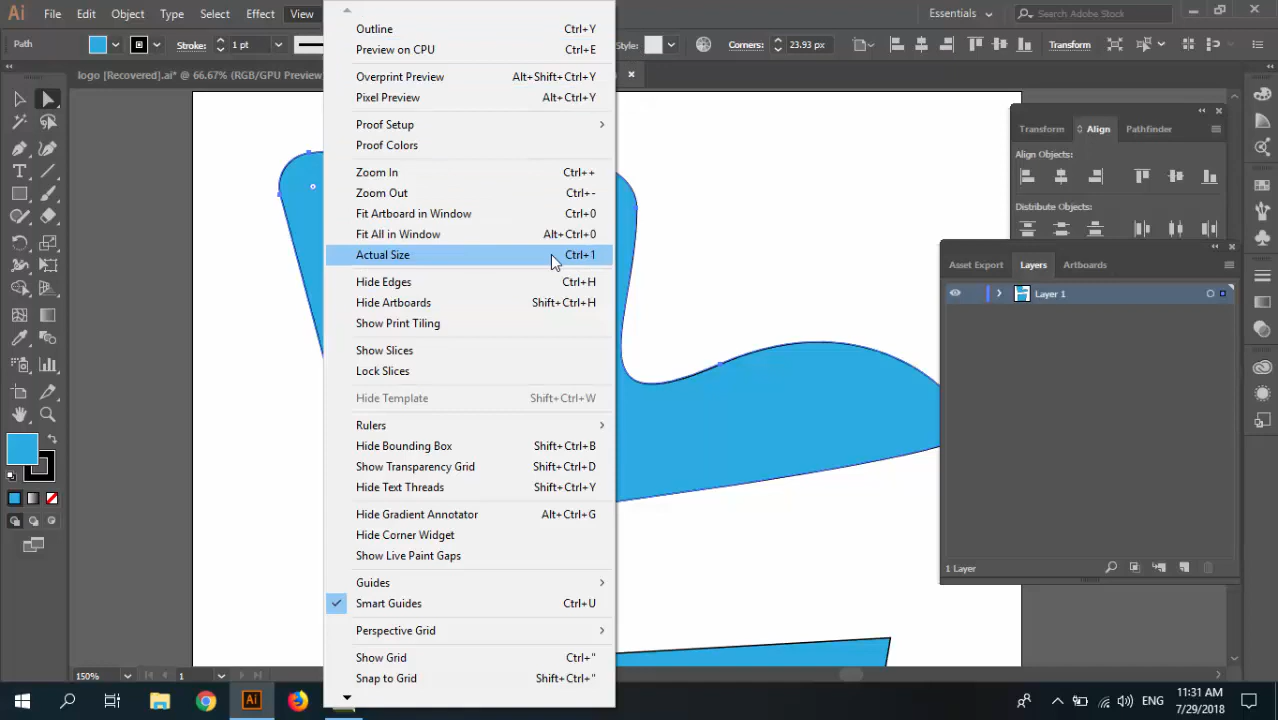 Ai File Edit Object Type Select Effect View Essentials Search Adobe Stock
Path Stroke: 1 pt Style: Corners: 23.93 px Transform
logo [Recovered].ai* @ 66.67% (RGB/GPU Preview
Outline Ctrl+Y
Preview on CPU Ctrl+E
Overprint Preview Alt+Shift+Ctrl+Y
Pixel Preview Alt+Ctrl+Y
Proof Setup
Proof Colors
Zoom In Ctrl++
Zoom Out Ctrl+-
Fit Artboard in Window Ctrl+0
Fit All in Window Alt+Ctrl+0
Actual Size Ctrl+1
Hide Edges Ctrl+H
Hide Artboards Shift+Ctrl+H
Show Print Tiling
Show Slices
Lock Slices
Hide Template Shift+Ctrl+W
Rulers
Hide Bounding Box Shift+Ctrl+B
Show Transparency Grid Shift+Ctrl+D
Hide Text Threads Shift+Ctrl+Y
Hide Gradient Annotator Alt+Ctrl+G
Hide Corner Widget
Show Live Paint Gaps
Guides
Smart Guides Ctrl+U
Perspective Grid
Show Grid Ctrl+"
Snap to Grid Shift+Ctrl+"
Transform Align Pathfinder
Align Objects:
Distribute Objects:
Asset Export Layers Artboards
Layer 1
1 Layer
150% 1
Ai ENG 11:31 AM
7/29/2018